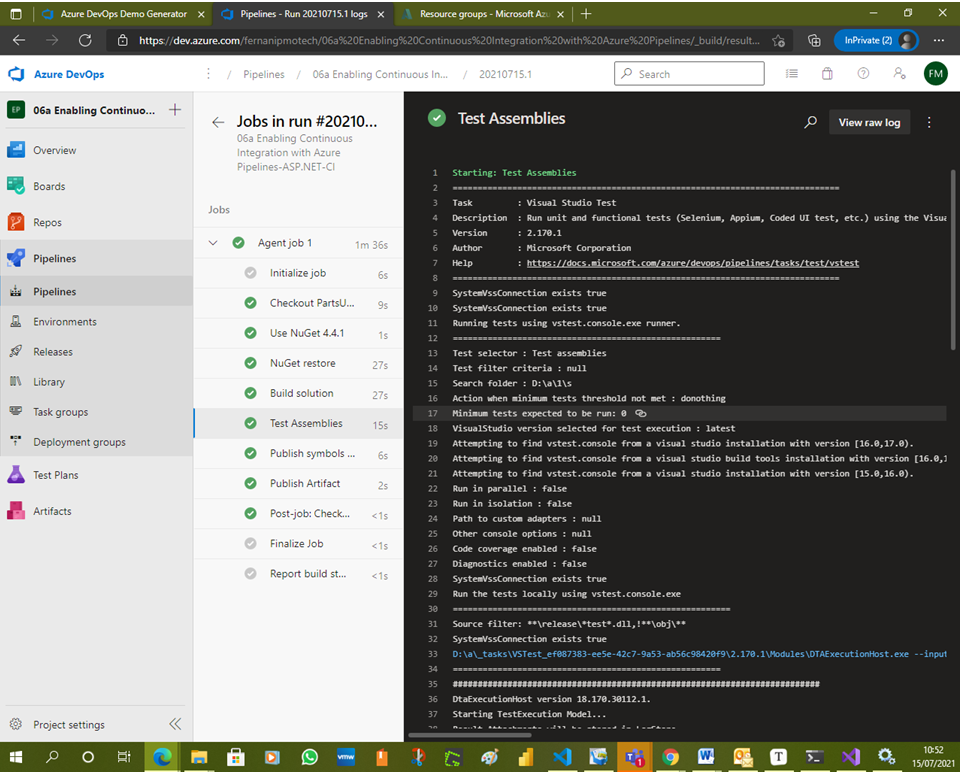 Azure DevOps Demo Generator
Pipelines - Run 20210715.1 logs
Resource groups - Microsoft Az
https://dev.azure.com/fernanipmotech/06a%20Enabling%20Continuous%20Integration%20with%20Azure%20Pipelines/_build/result...
InPrivate (2)
Azure DevOps
/ Pipelines / 06a Enabling Continuous In... / 20210715.1
Search
FM
EP 06a Enabling Continuo...
Overview
Boards
Repos
Pipelines
Pipelines
Environments
Releases
Library
Task groups
Deployment groups
Test Plans
Artifacts
Project settings
Jobs in run #20210...
06a Enabling Continuous
Integration with Azure
Pipelines-ASP.NET-CI
Jobs
Agent job 1 1m 36s
Initialize job 6s
Checkout PartsU... 9s
Use NuGet 4.4.1 1s
NuGet restore 27s
Build solution 27s
Test Assemblies 15s
Publish symbols ... 6s
Publish Artifact 2s
Post-job: Check... <1s
Finalize Job <1s
Report build st... <1s
Test Assemblies
View raw log
1 Starting: Test Assemblies
2 ==============================================================================
3 Task : Visual Studio Test
4 Description : Run unit and functional tests (Selenium, Appium, Coded UI test, etc.) using the Visua
5 Version : 2.170.1
6 Author : Microsoft Corporation
7 Help : https://docs.microsoft.com/azure/devops/pipelines/tasks/test/vstest
8 ==============================================================================
9 SystemVssConnection exists true
10 SystemVssConnection exists true
11 Running tests using vstest.console.exe runner.
12 ======================================================
13 Test selector : Test assemblies
14 Test filter criteria : null
15 Search folder : D:\a\1\s
16 Action when minimum tests threshold not met : donothing
17 Minimum tests expected to be run: 0
18 VisualStudio version selected for test execution : latest
19 Attempting to find vstest.console from a visual studio installation with version [16.0,17.0).
20 Attempting to find vstest.console from a visual studio build tools installation with version [16.0,1
21 Attempting to find vstest.console from a visual studio installation with version [15.0,16.0).
22 Run in parallel : false
23 Run in isolation : false
24 Path to custom adapters : null
25 Other console options : null
26 Code coverage enabled : false
27 Diagnostics enabled : false
28 SystemVssConnection exists true
29 Run the tests locally using vstest.console.exe
30 ========================================================
31 Source filter: **\release\*test*.dll,!**\obj\**
32 SystemVssConnection exists true
33 D:\a\_tasks\VSTest_ef087383-ee5e-42c7-9a53-ab56c98420f9\2.170.1\Modules\DTAExecutionHost.exe --input
34 ======================================================
35 ##########################################################################
36 DtaExecutionHost version 18.170.30112.1.
37 Starting TestExecution Model...
vmw
T
1
10:52
15/07/2021